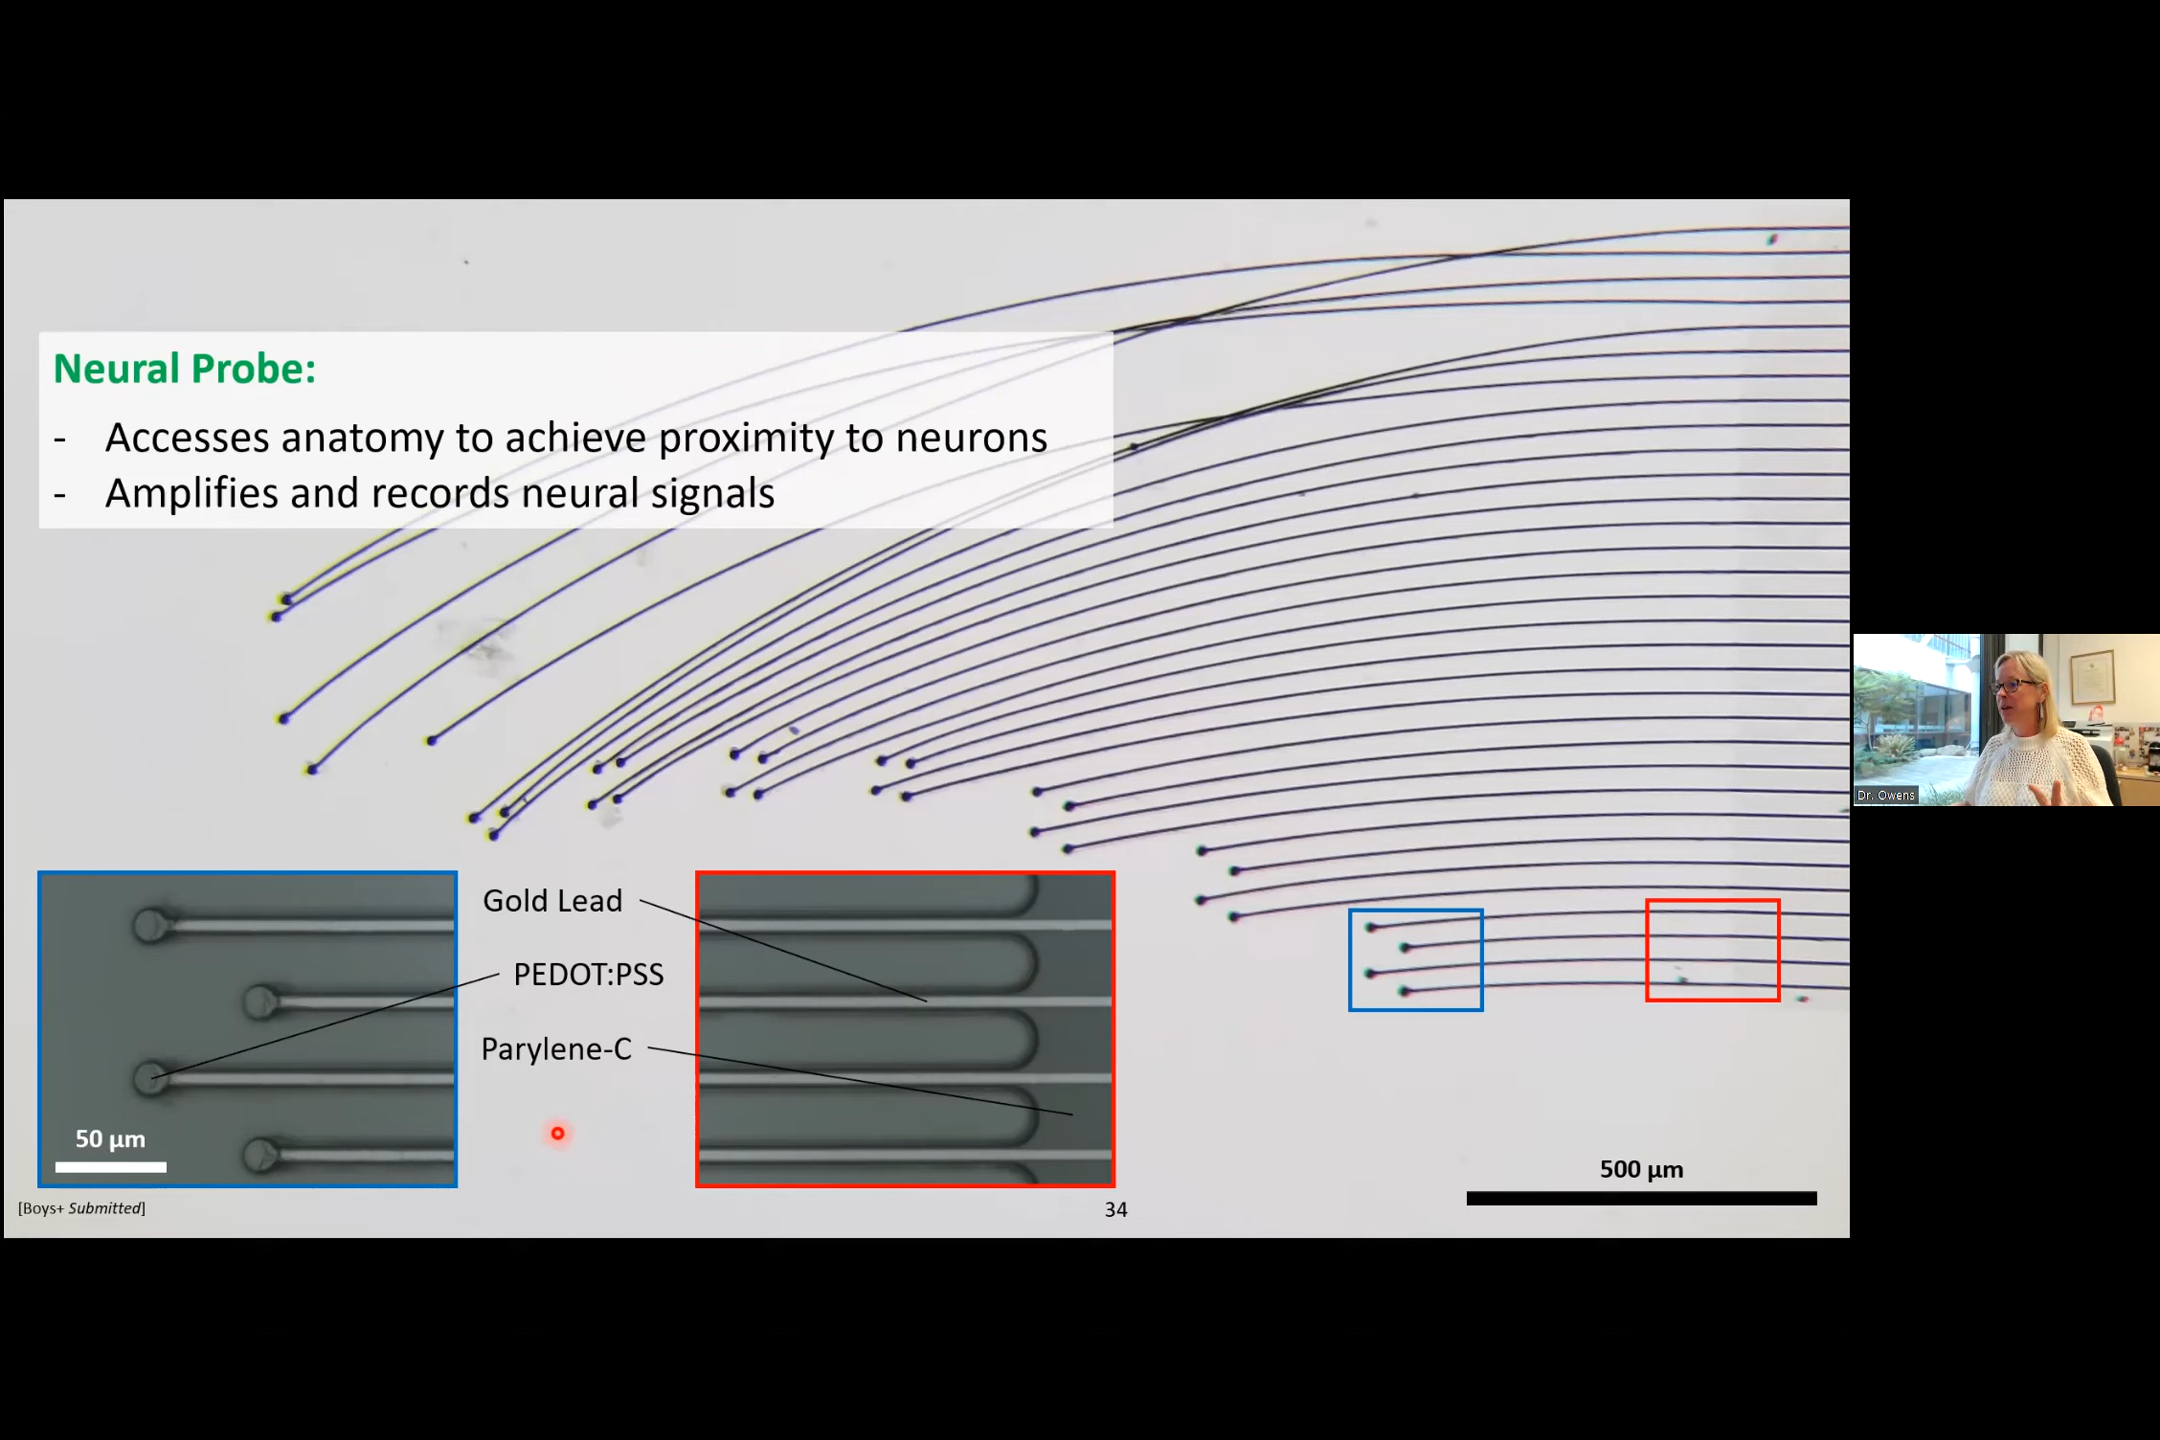 Neural Probe:
- Accesses anatomy to achieve proximity to neurons
- Amplifies and records neural signals
Gold Lead
PEDOT:PSS
Parylene-C
50 µm
500 µm
[Boys+ Submitted]
34
Dr. Owens